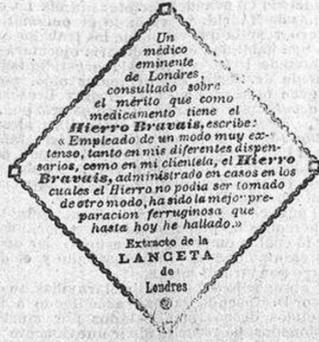 Un
médico
eminente
de Londres,
consultado sobre
el mérito que como
medicamento tiene el
Hierro Bravais, escribe:
«Empleado de un modo muy ex-
tenso, tanto en mis diferentes dispen-
sarios, como en mi clientela, el Hierro
Bravais, administrado en casos en los
cuales el Hierro no podia ser tomado
de otro modo, ha sido la mejor pre-
paracion ferruginosa que
hasta hoy he hallado.»
Extracto de la
LANCETA
de
Londres